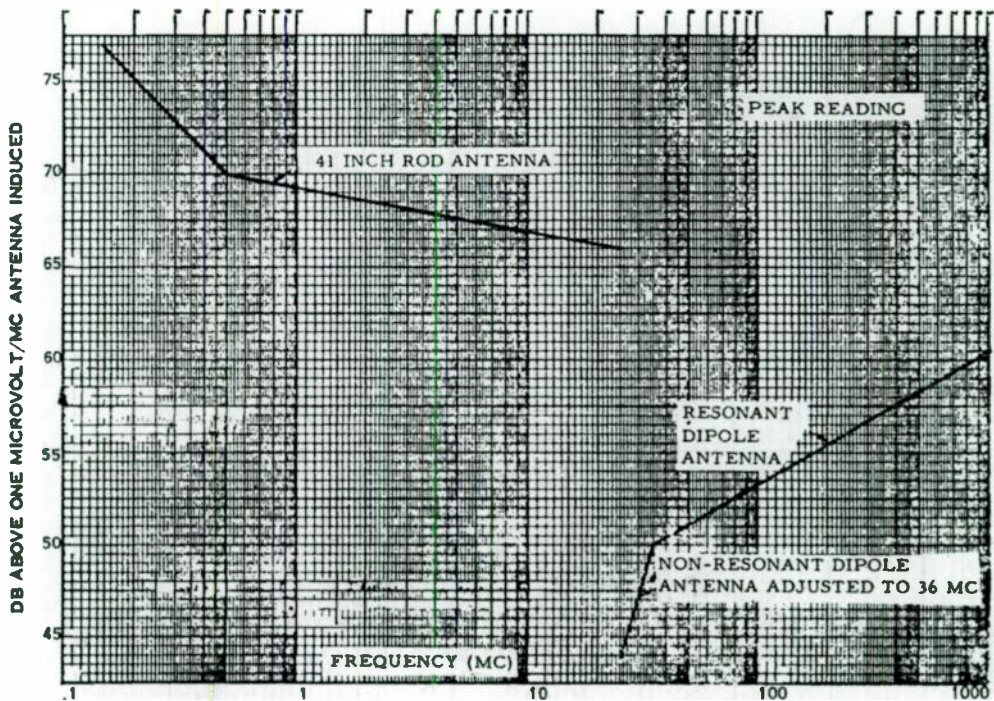 DB ABOVE ONE MICROVOLT/MC ANTENNA INDUCED
75
70
65
60
55
50
45
PEAK READING
41 INCH ROD ANTENNA
RESONANT
DIPOLE
ANTENNA
NON-RESONANT DIPOLE
ANTENNA ADJUSTED TO 36 MC
FREQUENCY (MC)
.1
1
10
100
1000